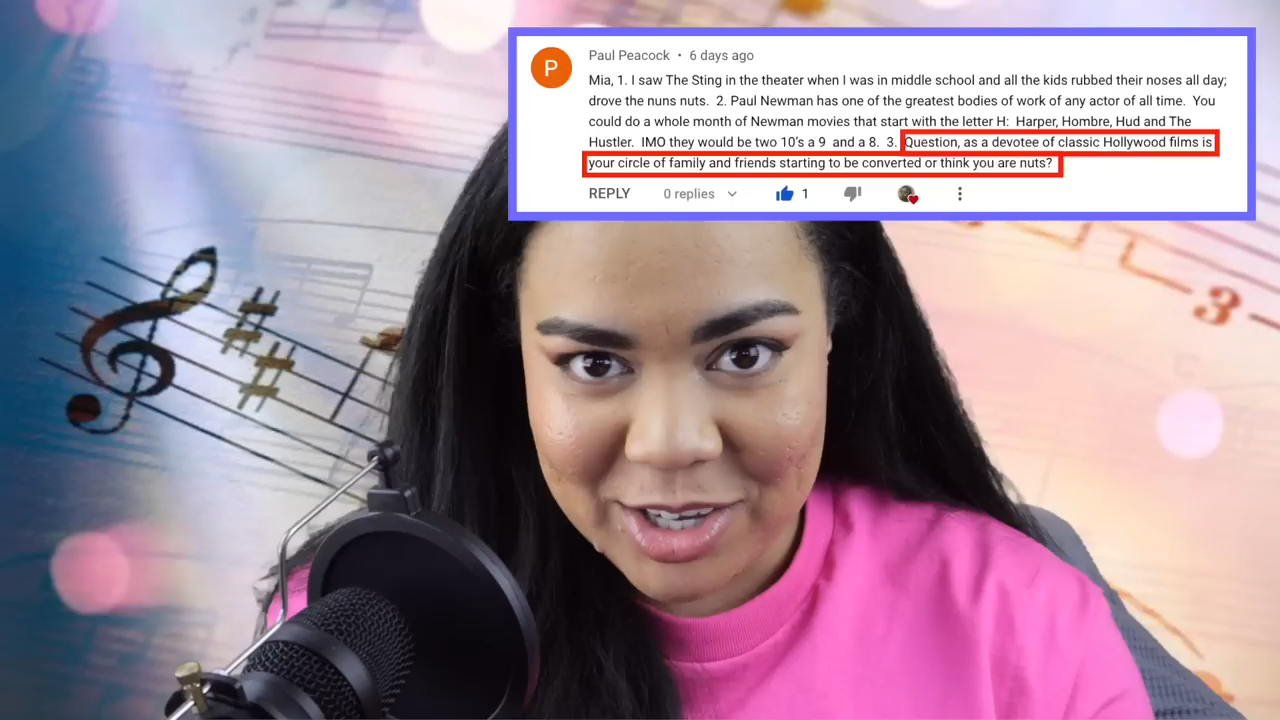 P
Paul Peacock • 6 days ago
Mia, 1. I saw The Sting in the theater when I was in middle school and all the kids rubbed their noses all day;
drove the nuns nuts.  2. Paul Newman has one of the greatest bodies of work of any actor of all time.  You
could do a whole month of Newman movies that start with the letter H:  Harper, Hombre, Hud and The
Hustler.  IMO they would be two 10's a 9  and a 8.  3. Question, as a devotee of classic Hollywood films is
your circle of family and friends starting to be converted or think you are nuts?
REPLY 0 replies 1
3